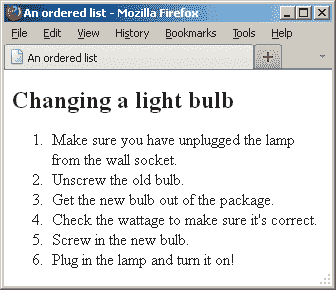 An ordered list - Mozilla Firefox
File Edit View History Bookmarks Tools Help
An ordered list
Changing a light bulb
1. Make sure you have unplugged the lamp
from the wall socket.
2. Unscrew the old bulb.
3. Get the new bulb out of the package.
4. Check the wattage to make sure it's correct.
5. Screw in the new bulb.
6. Plug in the lamp and turn it on!